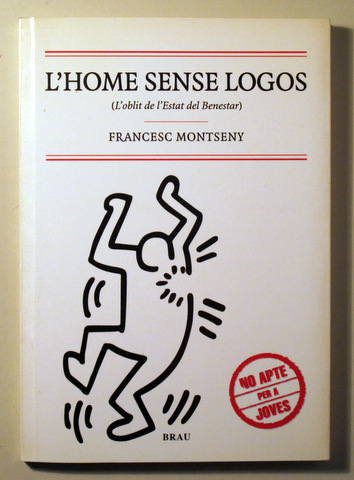 L'HOME SENSE LOGOS
(L'oblit de l'Estat del Benestar)
FRANCESC MONTSENY
NO APTE
PER A
JOVES
BRAU